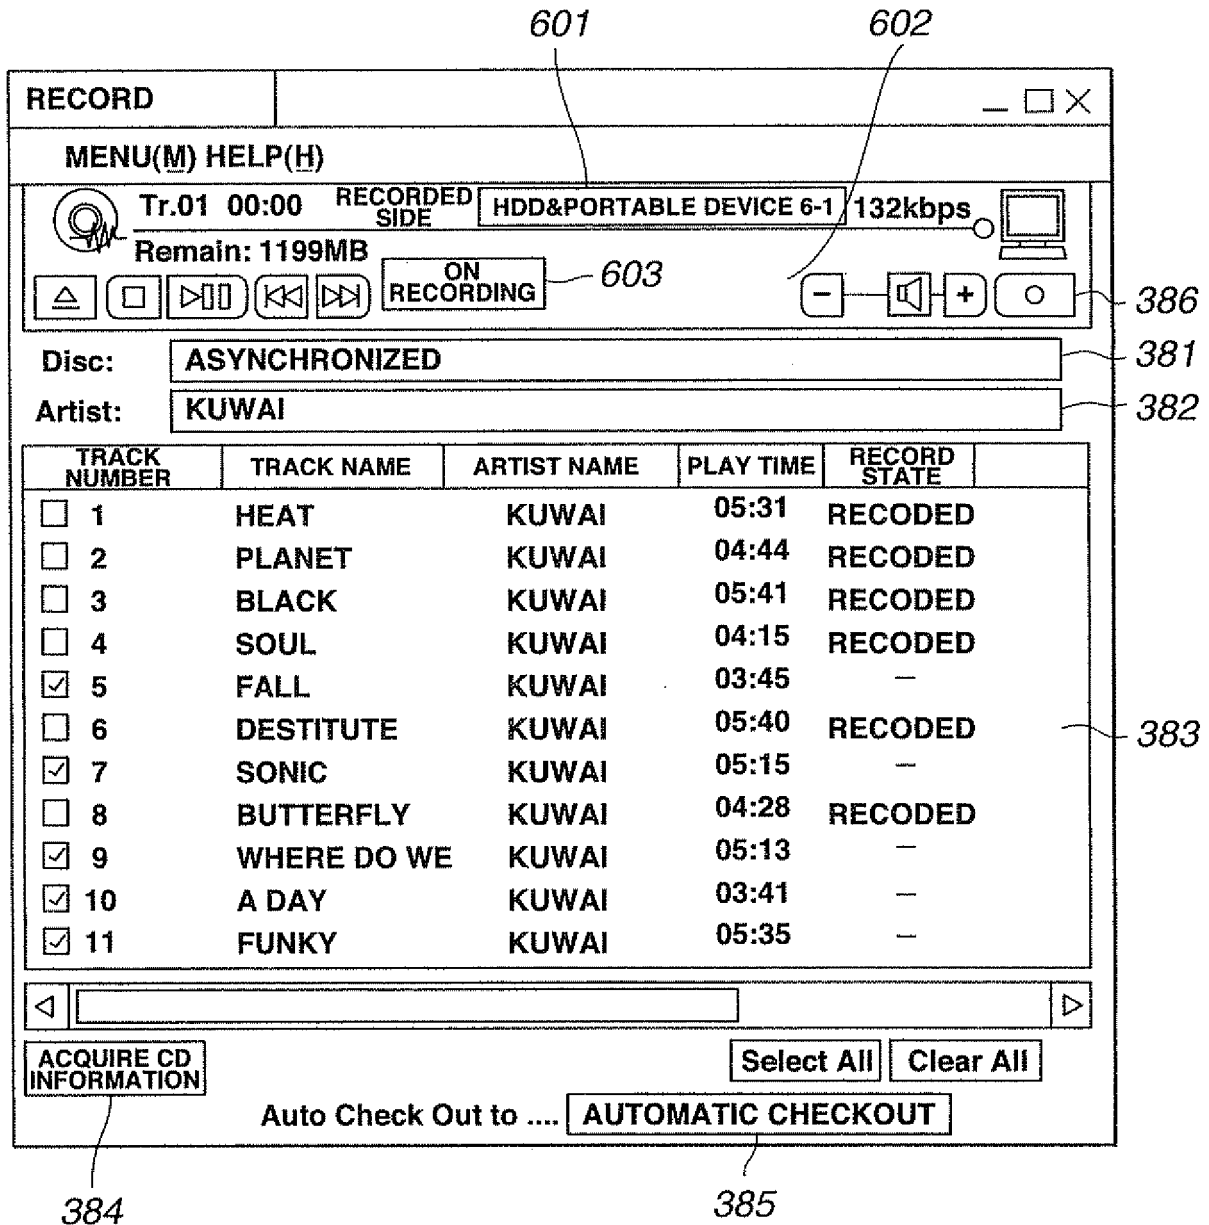 601 602
RECORD
MENU(M) HELP(H)
Tr.01 00:00 RECORDED SIDE HDD&PORTABLE DEVICE 6-1 132kbps
Remain: 1199MB
ON RECORDING 603
- + 386
Disc: ASYNCHRONIZED 381
Artist: KUWAI 382
TRACK NUMBER TRACK NAME ARTIST NAME PLAY TIME RECORD STATE
1 HEAT KUWAI 05:31 RECODED
2 PLANET KUWAI 04:44 RECODED
3 BLACK KUWAI 05:41 RECODED
4 SOUL KUWAI 04:15 RECODED
5 FALL KUWAI 03:45 –
6 DESTITUTE KUWAI 05:40 RECODED
383
7 SONIC KUWAI 05:15 –
8 BUTTERFLY KUWAI 04:28 RECODED
9 WHERE DO WE KUWAI 05:13 –
10 A DAY KUWAI 03:41 –
11 FUNKY KUWAI 05:35 –
ACQUIRE CD INFORMATION Select All Clear All
Auto Check Out to .... AUTOMATIC CHECKOUT
384 385